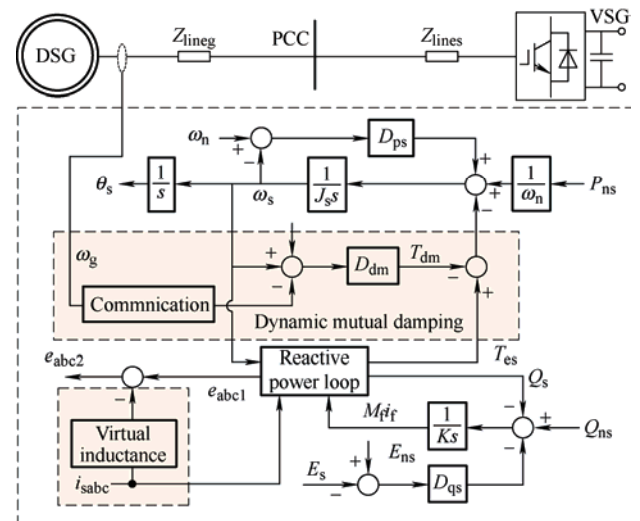 DSG
Z_lineg
PCC
Z_lines
VSG
ω_n
+
−
D_ps
+
θ_s
1/s
ω_s
1/(J_s s)
+
−
1/ω_n
P_ns
ω_g
+
−
D_dm
T_dm
−
+
Commnication
Dynamic mutual damping
T_es
e_abc2
−
e_abc1
Reactive
power loop
Q_s
M_f i_f
1/(Ks)
−
+
−
Q_ns
Virtual
inductance
i_sabc
E_s
−
+
E_ns
D_qs